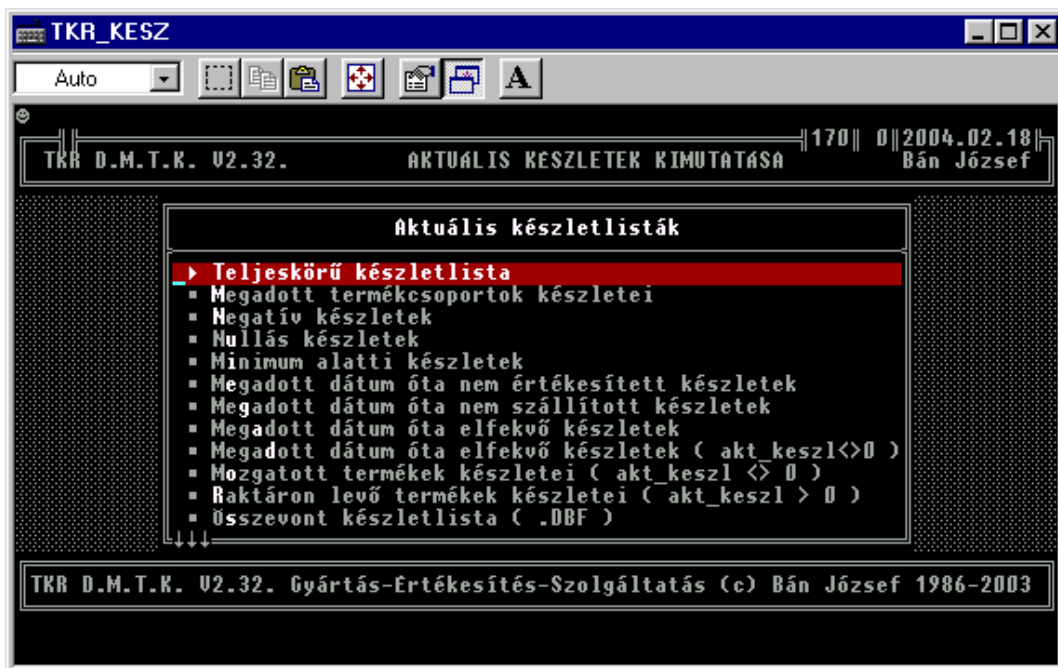 TKR_KESZ
Auto
A
170 0 2004.02.18
TKR D.M.T.K. V2.32. AKTUÁLIS KÉSZLETEK KIMUTATÁSA Bán József
Aktuális készletlisták
Teljeskörű készletlista
Megadott termékcsoportok készletei
Negatív készletek
Nullás készletek
Minimum alatti készletek
Megadott dátum óta nem értékesített készletek
Megadott dátum óta nem szállított készletek
Megadott dátum óta elfekvő készletek
Megadott dátum óta elfekvő készletek ( akt_keszl<>0 )
Mozgatott termékek készletei ( akt_keszl <> 0 )
Raktáron levő termékek készletei ( akt_keszl > 0 )
Összevont készletlista ( .DBF )
TKR D.M.T.K. V2.32. Gyártás-Értékesítés-Szolgáltatás (c) Bán József 1986-2003